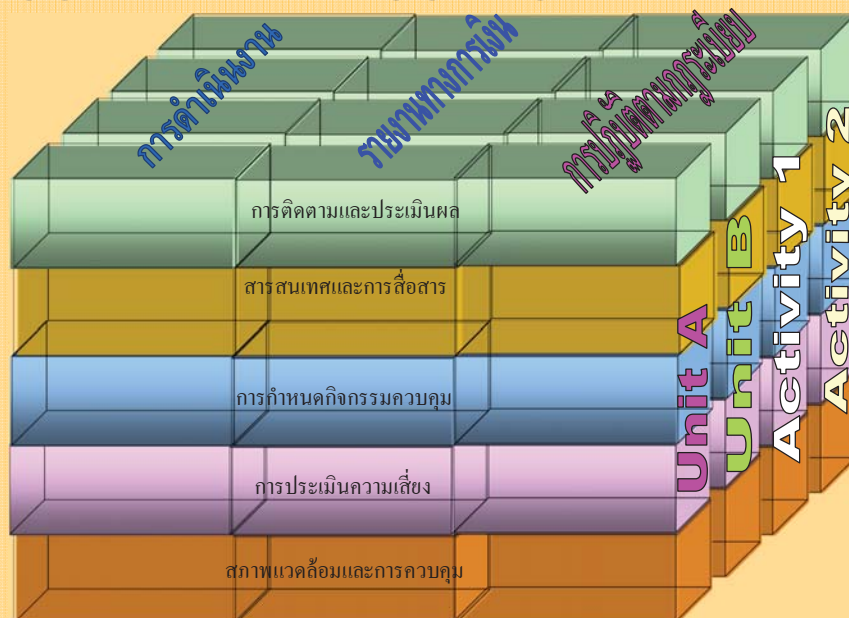 การดำเนินงาน
รายงานทางการเงิน
การปฏิบัติตามกฎระเบียบ
การติดตามและประเมินผล
สารสนเทศและการสื่อสาร
การกำหนดกิจกรรมควบคุม
การประเมินความเสี่ยง
สภาพแวดล้อมและการควบคุม
Unit A
Unit B
Activity 1
Activity 2